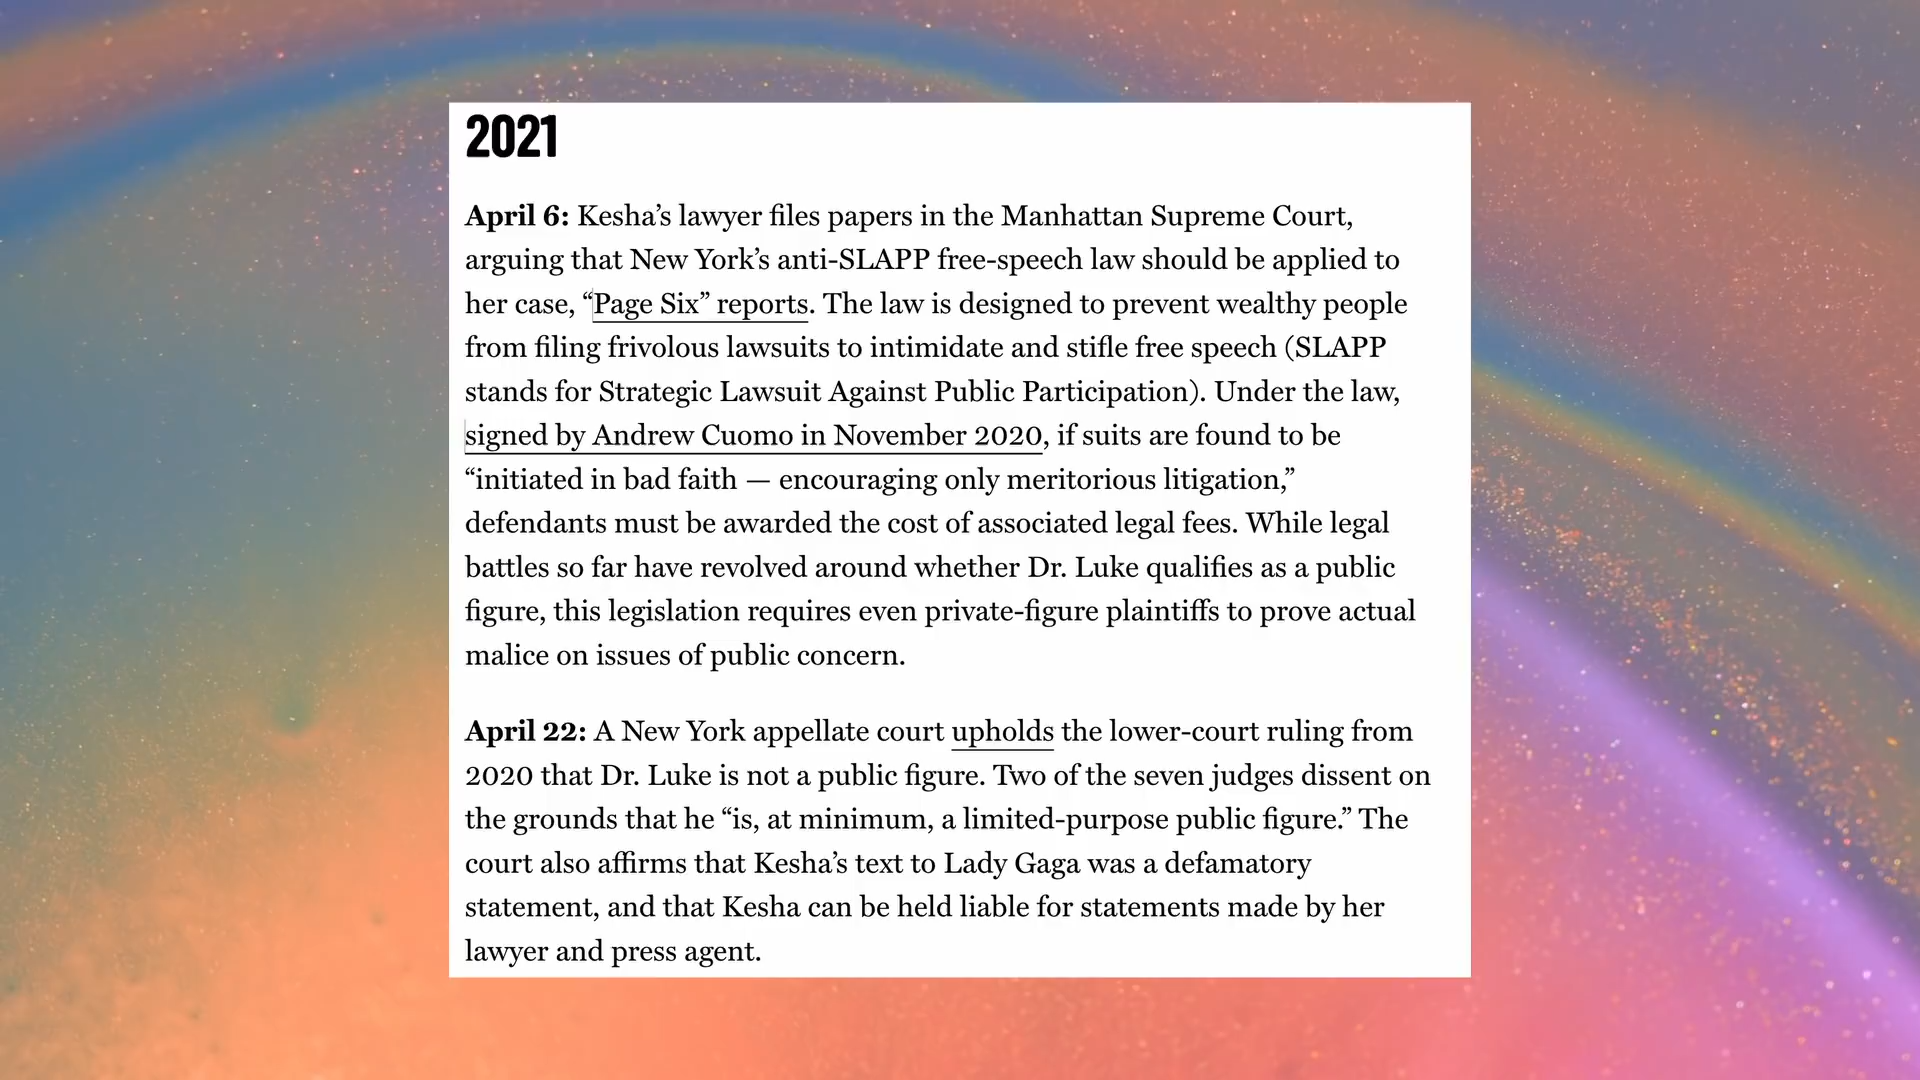 2021
April 6: Kesha’s lawyer files papers in the Manhattan Supreme Court,
arguing that New York’s anti-SLAPP free-speech law should be applied to
her case, “Page Six” reports. The law is designed to prevent wealthy people
from filing frivolous lawsuits to intimidate and stifle free speech (SLAPP
stands for Strategic Lawsuit Against Public Participation). Under the law,
signed by Andrew Cuomo in November 2020, if suits are found to be
“initiated in bad faith — encouraging only meritorious litigation,”
defendants must be awarded the cost of associated legal fees. While legal
battles so far have revolved around whether Dr. Luke qualifies as a public
figure, this legislation requires even private-figure plaintiffs to prove actual
malice on issues of public concern.
April 22: A New York appellate court upholds the lower-court ruling from
2020 that Dr. Luke is not a public figure. Two of the seven judges dissent on
the grounds that he “is, at minimum, a limited-purpose public figure.” The
court also affirms that Kesha’s text to Lady Gaga was a defamatory
statement, and that Kesha can be held liable for statements made by her
lawyer and press agent.